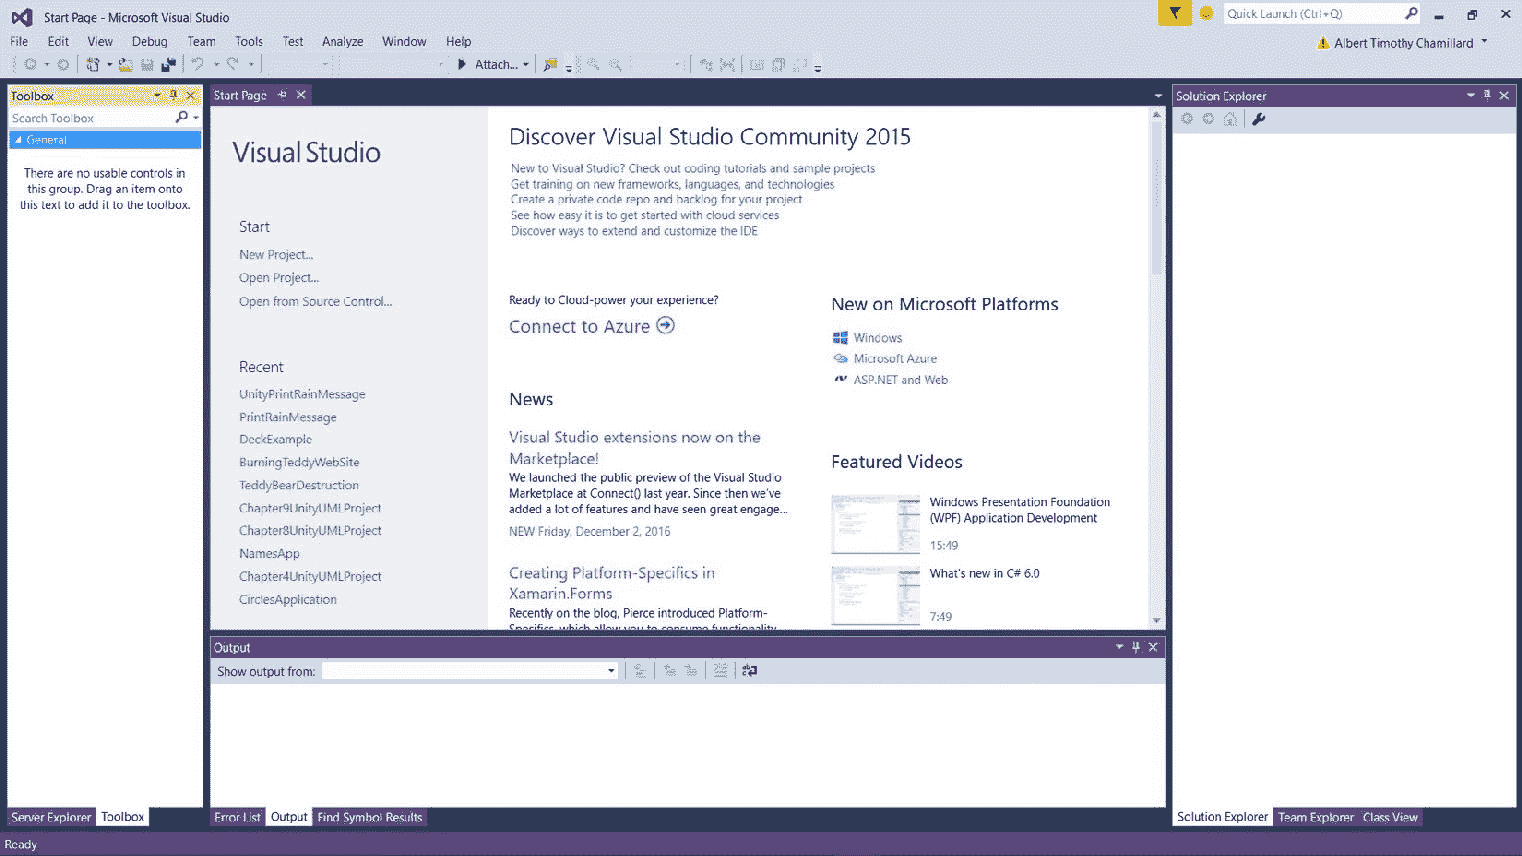 Start Page - Microsoft Visual Studio
Quick Launch (Ctrl+Q)
File Edit View Debug Team Tools Test Analyze Window Help
Albert Timothy Chamillard
Attach...
Toolbox
Search Toolbox
General
There are no usable controls in
this group. Drag an item onto
this text to add it to the toolbox.
Server Explorer Toolbox
Start Page
Visual Studio
Start
New Project...
Open Project...
Open from Source Control...
Recent
UnityPrintRainMessage
PrintRainMessage
DeckExample
BurningTeddyWebSite
TeddyBearDestruction
Chapter9UnityUMLProject
Chapter8UnityUMLProject
NamesApp
Chapter4UnityUMLProject
CirclesApplication
Discover Visual Studio Community 2015
New to Visual Studio? Check out coding tutorials and sample projects
Get training on new frameworks, languages, and technologies
Create a private code repo and backlog for your project
See how easy it is to get started with cloud services
Discover ways to extend and customize the IDE
Ready to Cloud-power your experience?
Connect to Azure
News
Visual Studio extensions now on the
Marketplace!
We launched the public preview of the Visual Studio
Marketplace at Connect() last year. Since then we've
added a lot of features and have seen great engage...
NEW Friday, December 2, 2016
Creating Platform-Specifics in
Xamarin.Forms
Recently on the blog, Pierce introduced Platform-
Specifics, which allow you to consume functionality
New on Microsoft Platforms
Windows
Microsoft Azure
ASP.NET and Web
Featured Videos
Windows Presentation Foundation
(WPF) Application Development
15:49
What's new in C# 6.0
7:49
Output
Show output from:
Error List Output Find Symbol Results
Solution Explorer
Solution Explorer Team Explorer Class View
Ready